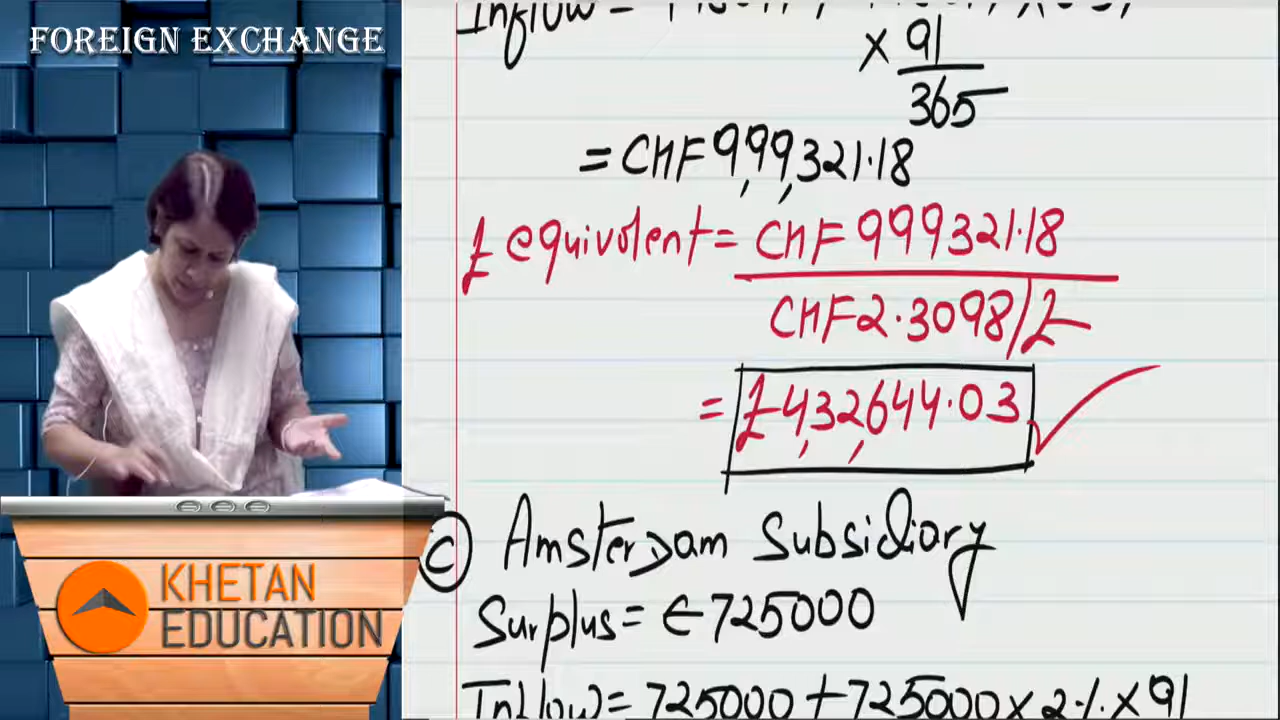 FOREIGN EXCHANGE
Inflow =
× 91
365
= CHF 9,99,321.18
£ equivalent = CHF 999321.18
CHF 2.3098/£
= £ 4,32,644.03
C Amsterdam Subsidiary
Surplus = € 725000
Inflow = 725000 + 725000 × 2% × 91
KHETAN
EDUCATION